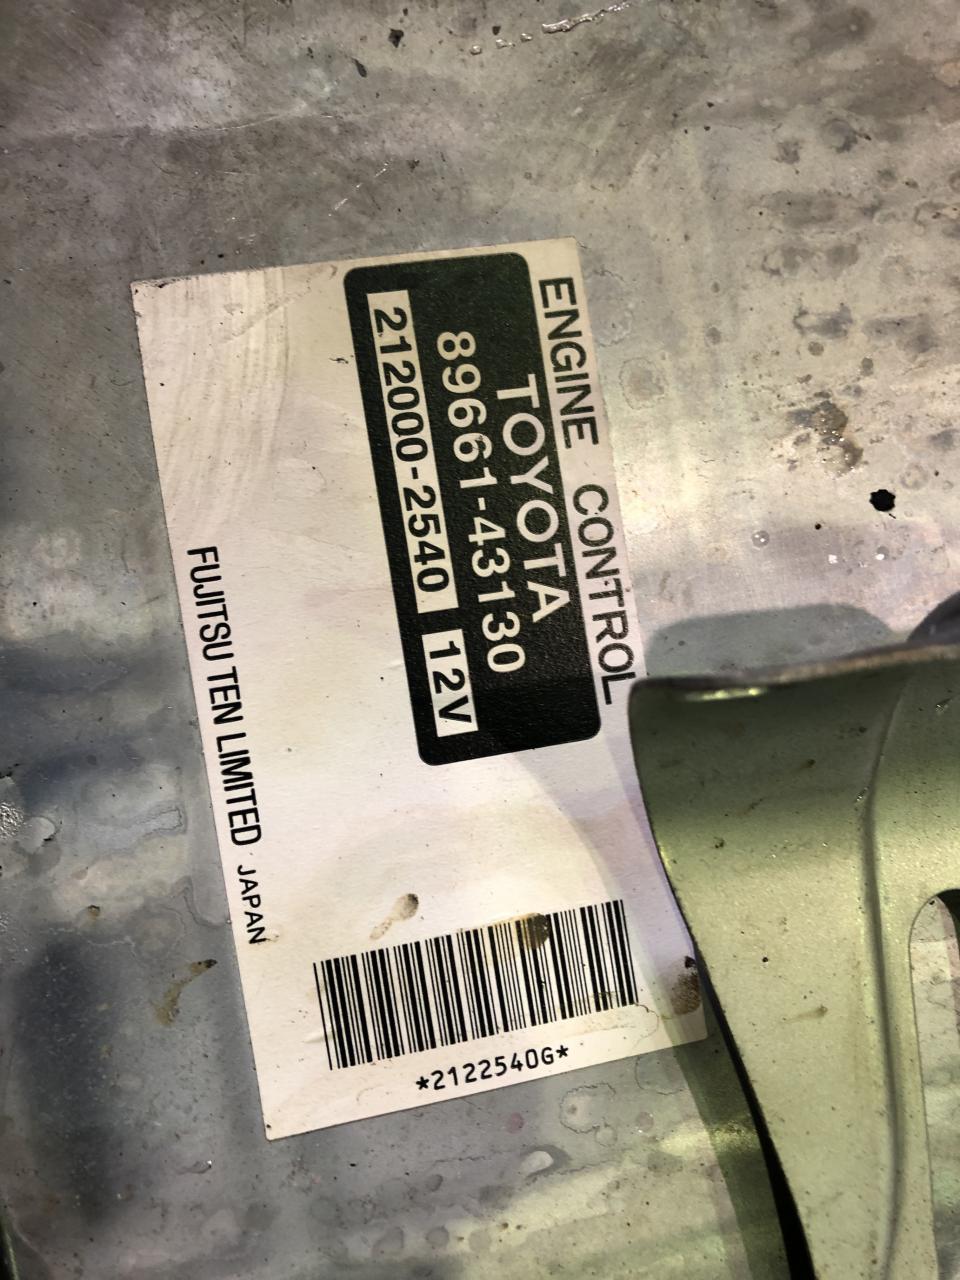 ENGINE CONTROL
TOYOTA
89661-43130
212000-2540 12V
FUJITSU TEN LIMITED JAPAN
*2122540G*